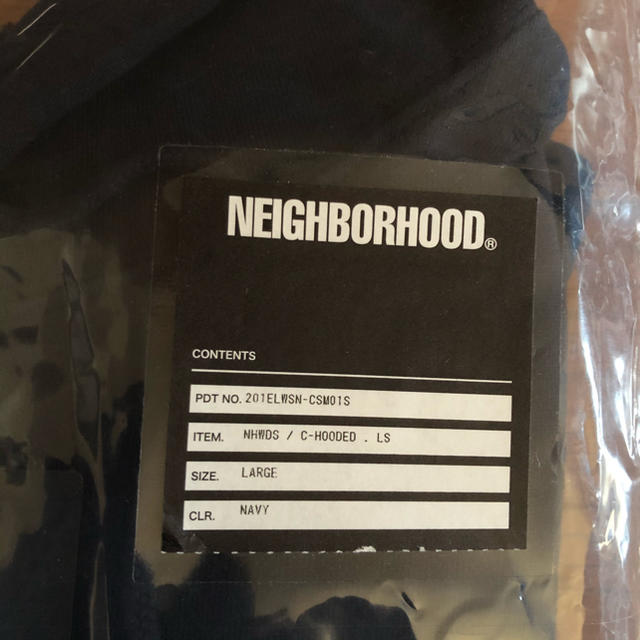 NEIGHBORHOOD®
CONTENTS
PDT NO. 201ELWSN-CSM01S
ITEM. NHWDS / C-HOODED . LS
SIZE. LARGE
CLR. NAVY